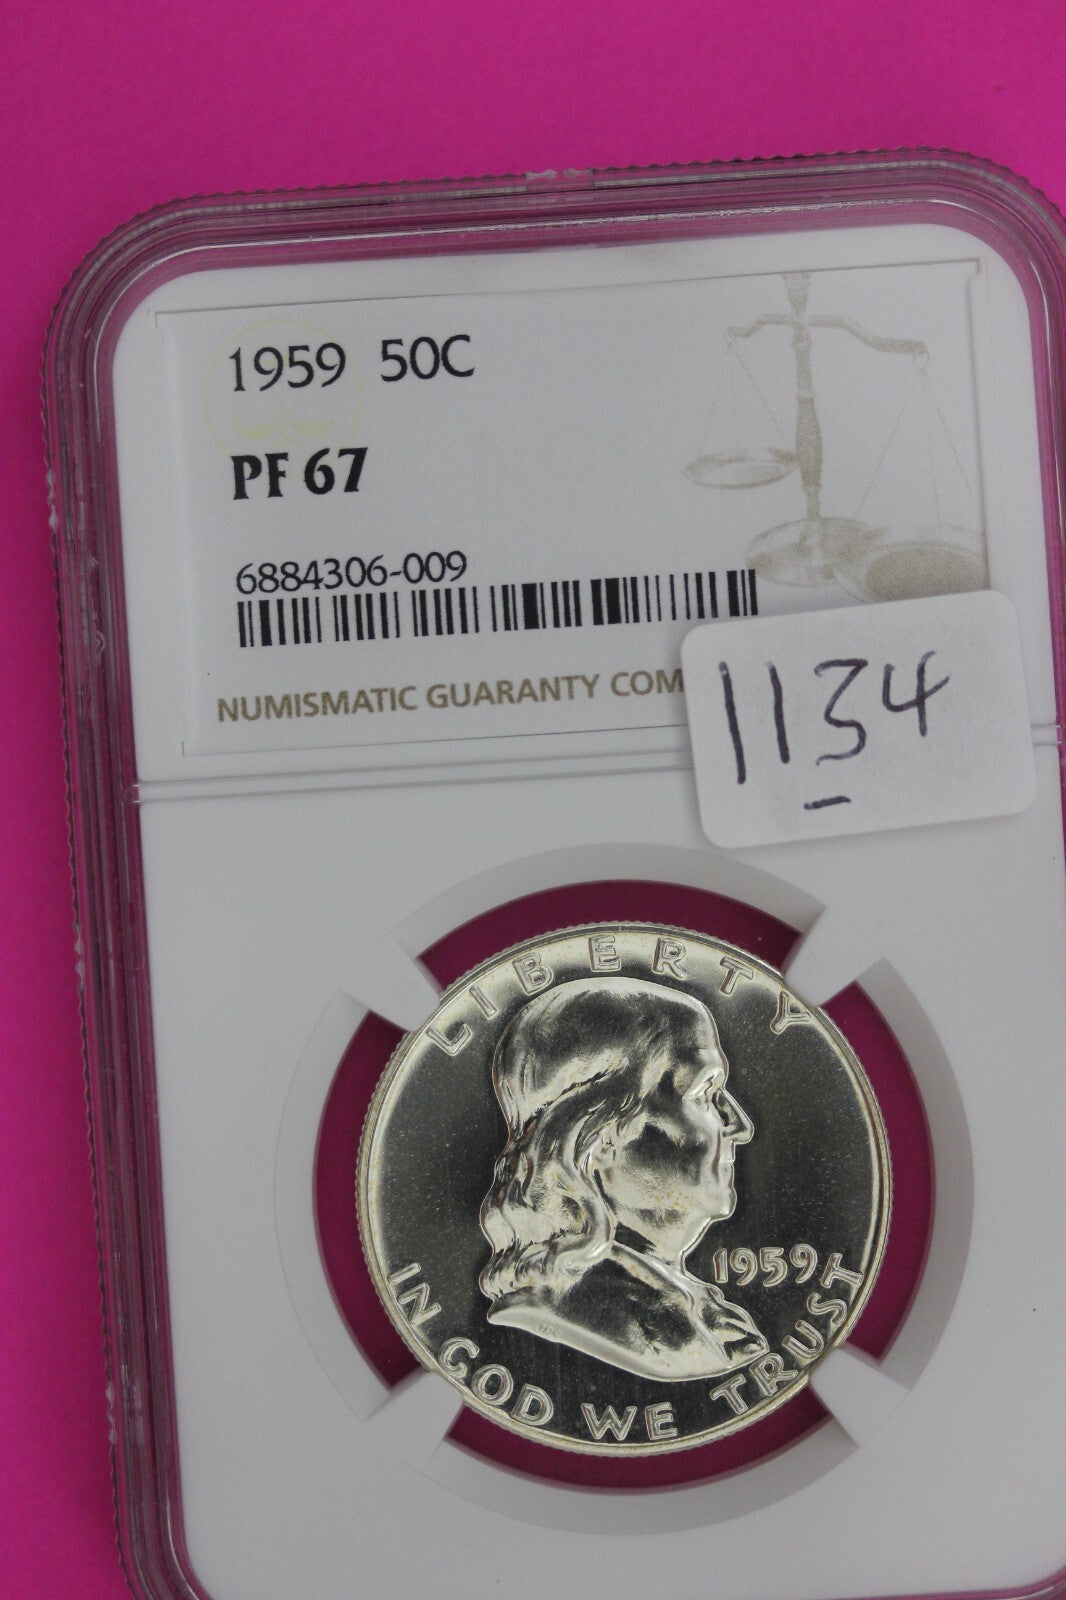 1959 50C
PF 67
6884306-009
NUMISMATIC GUARANTY COM
1134
LIBERTY
1959
IN GOD WE TRUST